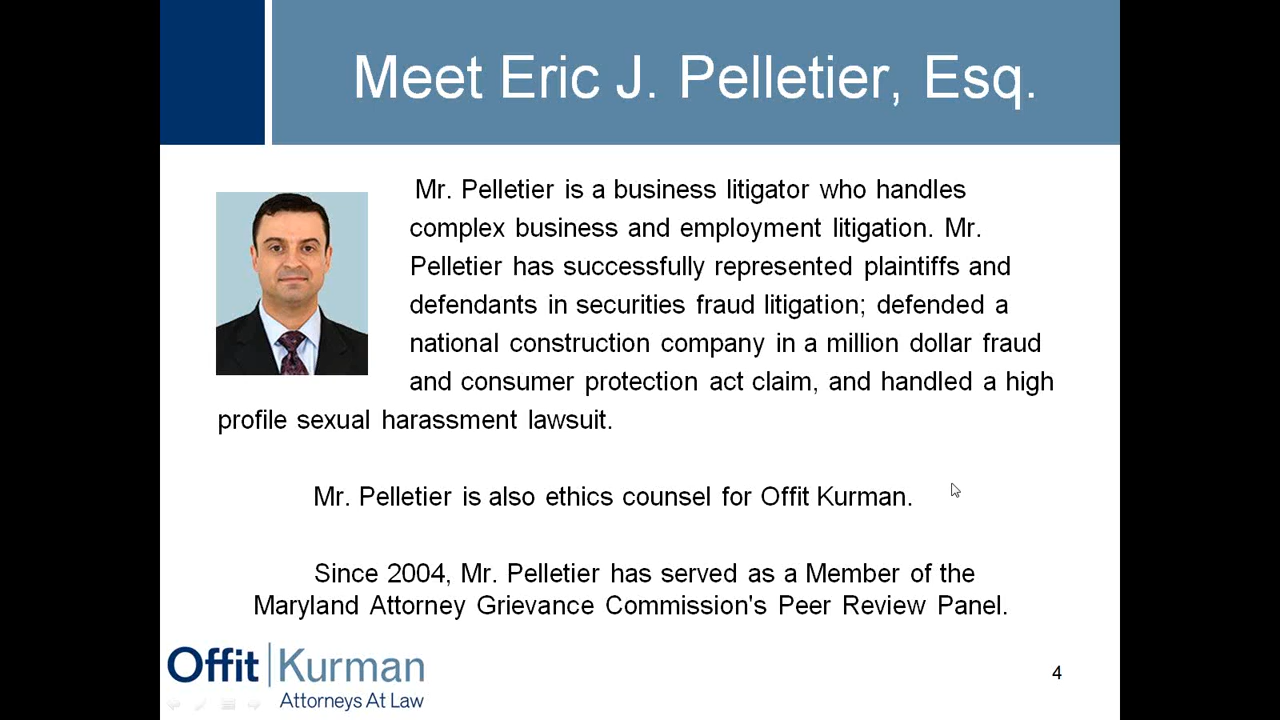 Meet Eric J. Pelletier, Esq.
Mr. Pelletier is a business litigator who handles
complex business and employment litigation. Mr.
Pelletier has successfully represented plaintiffs and
defendants in securities fraud litigation; defended a
national construction company in a million dollar fraud
and consumer protection act claim, and handled a high
profile sexual harassment lawsuit.
Mr. Pelletier is also ethics counsel for Offit Kurman.
Since 2004, Mr. Pelletier has served as a Member of the
Maryland Attorney Grievance Commission's Peer Review Panel.
Offit Kurman
Attorneys At Law
4